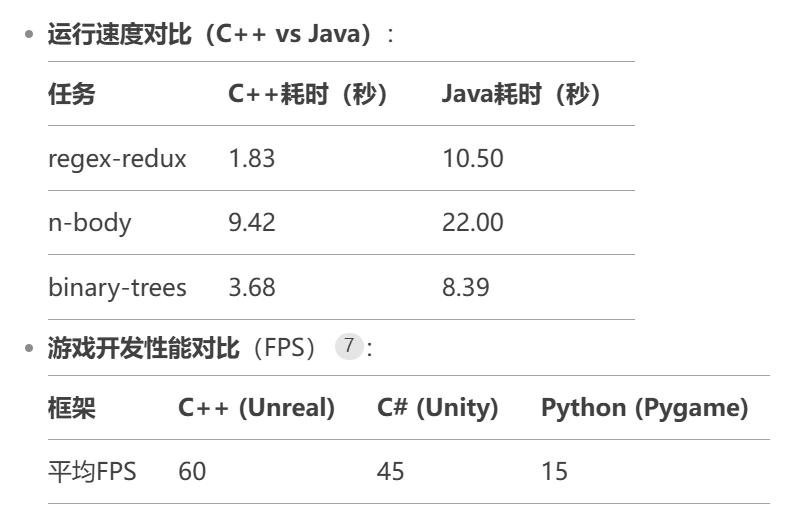 运行速度对比（C++ vs Java）:
任务 C++耗时（秒） Java耗时（秒）
regex-redux 1.83 10.50
n-body 9.42 22.00
binary-trees 3.68 8.39
游戏开发性能对比（FPS） 7 :
框架 C++ (Unreal) C# (Unity) Python (Pygame)
平均FPS 60 45 15